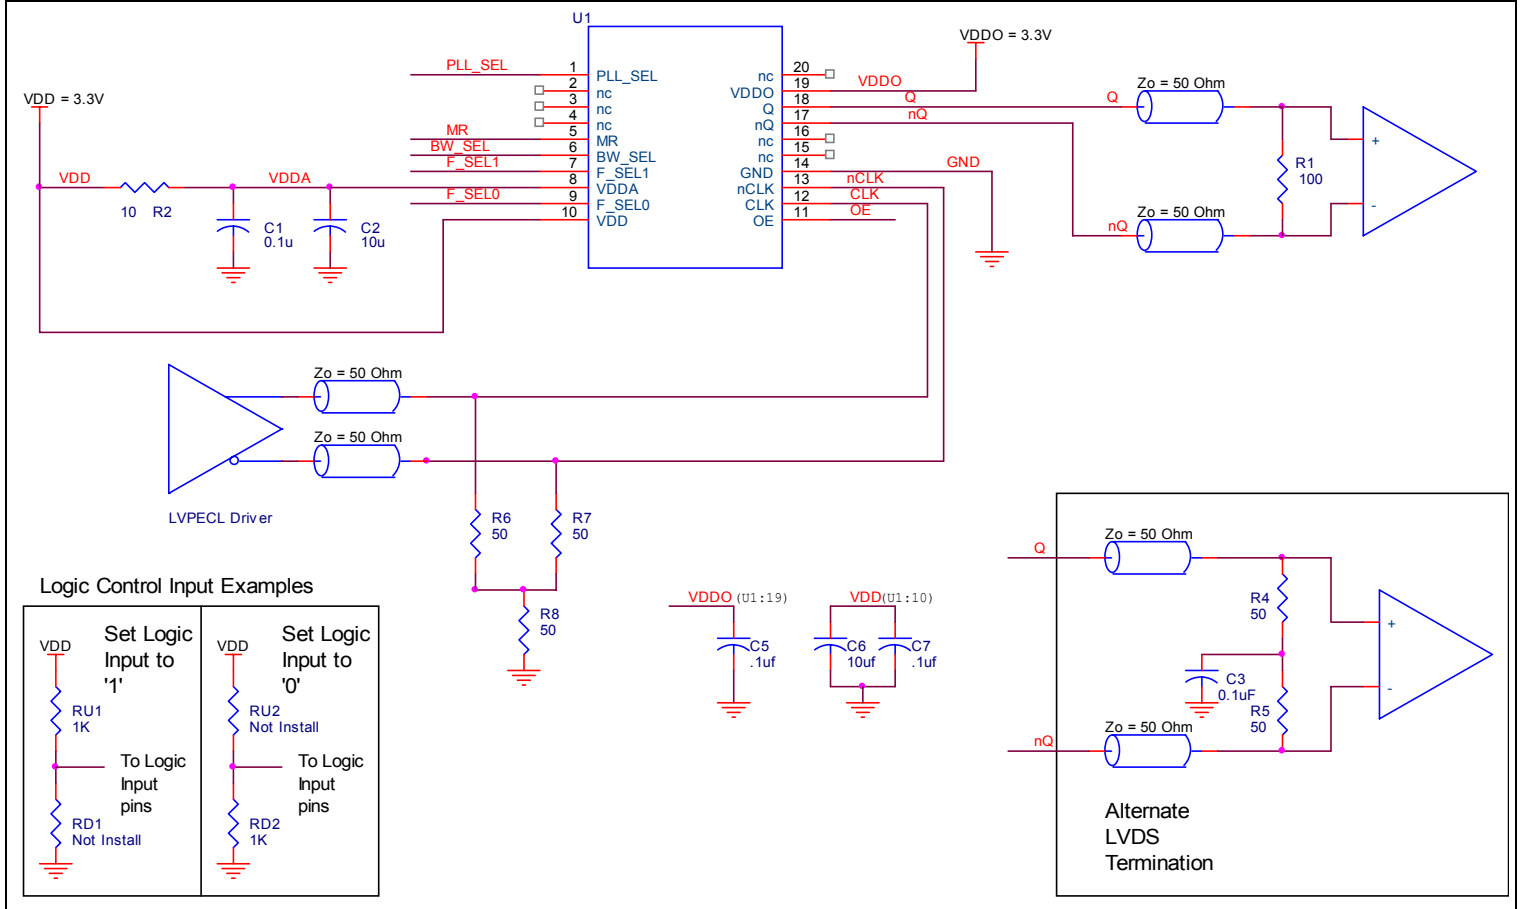 U1
VDDO = 3.3V
PLL_SEL
1
PLL_SEL
2
nc
3
nc
4
nc
MR
5
MR
BW_SEL
6
BW_SEL
F_SEL1
7
F_SEL1
8
VDDA
F_SEL0
9
F_SEL0
10
VDD
20
nc
19
VDDO
VDDO
18
Q
Q
17
nQ
nQ
16
nc
15
nc
14
GND
GND
13
nCLK
nCLK
12
CLK
CLK
11
OE
OE
VDD = 3.3V
VDD
10 R2
VDDA
C1
0.1u
C2
10u
Q
Zo = 50 Ohm
R1
100
+
-
nQ
Zo = 50 Ohm
Zo = 50 Ohm
Zo = 50 Ohm
LVPECL Driver
R6
50
R7
50
R8
50
Logic Control Input Examples
VDD
Set Logic
Input to
'1'
RU1
1K
To Logic
Input
pins
RD1
Not Install
VDD
Set Logic
Input to
'0'
RU2
Not Install
To Logic
Input
pins
RD2
1K
VDDO (U1:19)
C5
.1uf
VDD(U1:10)
C6
10uf
C7
.1uf
Q
Zo = 50 Ohm
R4
50
+
-
C3
0.1uF
R5
50
nQ
Zo = 50 Ohm
Alternate
LVDS
Termination